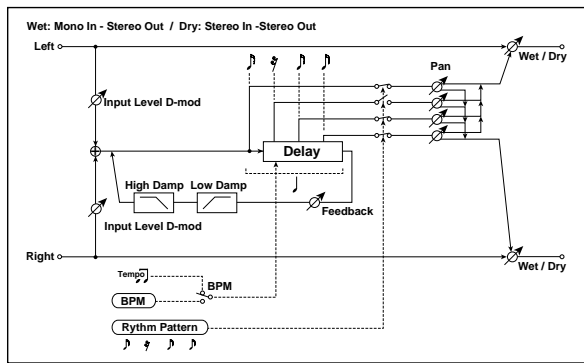 Wet: Mono In - Stereo Out / Dry: Stereo In -Stereo Out
Left
Pan
Wet / Dry
Input Level D-mod
Delay
High Damp
Low Damp
Feedback
Input Level D-mod
Right
Wet / Dry
Tempo
BPM
BPM
Rythm Pattern